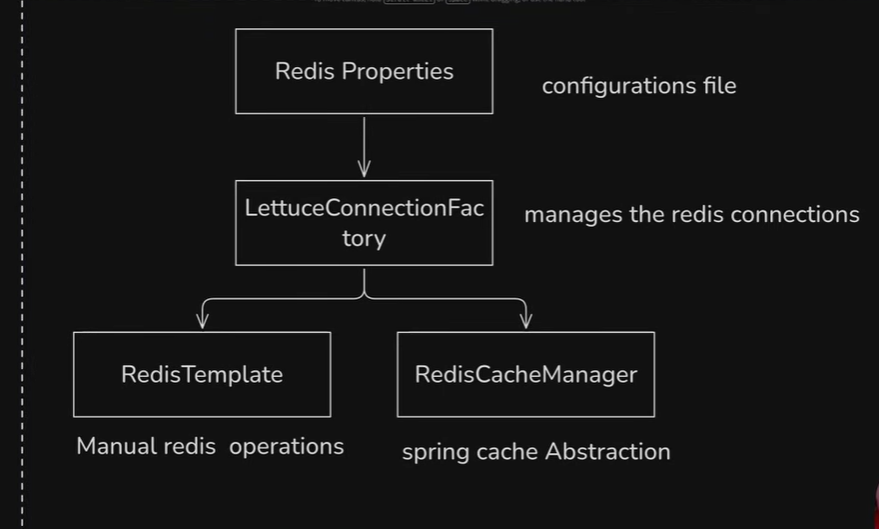 Redis Properties
configurations file
LettuceConnectionFac
tory
manages the redis connections
RedisTemplate
RedisCacheManager
Manual redis operations
spring cache Abstraction